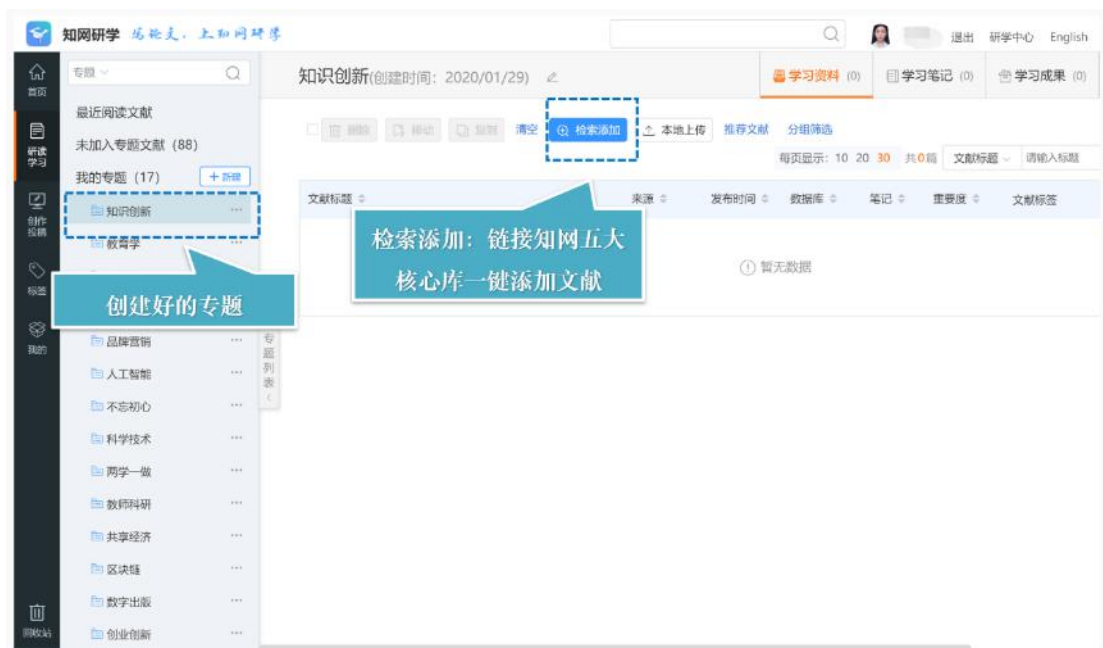 知网研学 写论文，上知网研学
退出 研学中心 English
首页
研读学习
创作投稿
标签
我的
回收站
专题
最近阅读文献
未加入专题文献 (88)
我的专题 (17) +新建
知识创新
教育学
创建好的专题
品牌营销
人工智能
不忘初心
科学技术
两学一做
教师科研
共享经济
区块链
数字出版
创业创新
专题列表
知识创新(创建时间：2020/01/29)
学习资料 (0) 学习笔记 (0) 学习成果 (0)
删除 移动 复制 清空 检索添加 本地上传 推荐文献 分组筛选
每页显示：10 20 30 共0篇 文献标题 请输入标题
文献标题 来源 发布时间 数据库 笔记 重要度 文献标签
检索添加：链接知网五大
核心库一键添加文献
暂无数据